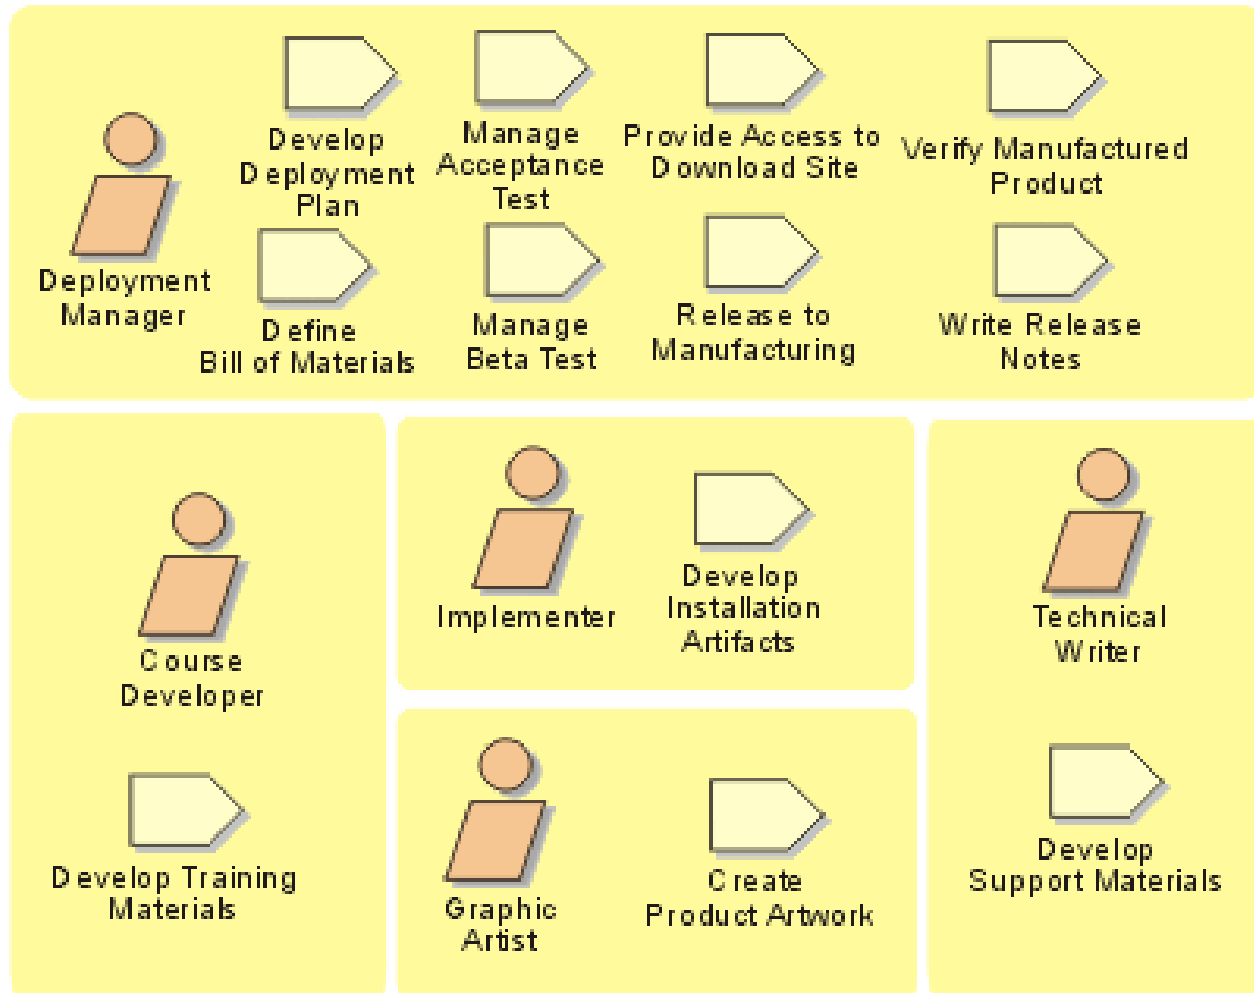 Develop
Deployment
Plan
Manage
Acceptance
Test
Provide Access to
Download Site
Verify Manufactured
Product
Deployment
Manager
Define
Bill of Materials
Manage
Beta Test
Release to
Manufacturing
Write Release
Notes
Course
Developer
Develop Training
Materials
Implementer
Develop
Installation
Artifacts
Graphic
Artist
Create
Product Artwork
Technical
Writer
Develop
Support Materials